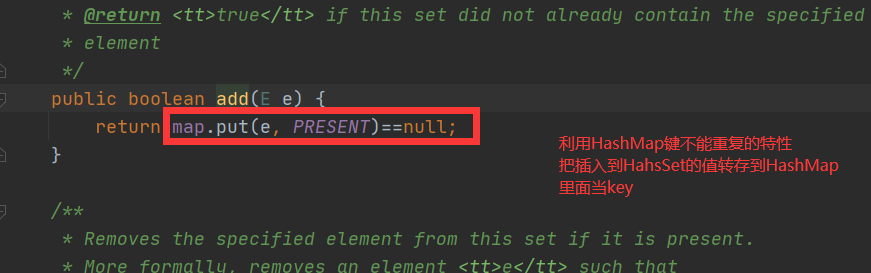 * @return <tt>true</tt> if this set did not already contain the specified
* element
*/
public boolean add(E e) {
return map.put(e, PRESENT)==null;
}
利用HashMap键不能重复的特性
把插入到HahsSet的值转存到HashMap
里面当key
/**
* Removes the specified element from this set if it is present.
* More formally, removes an element <tt>e</tt> such that